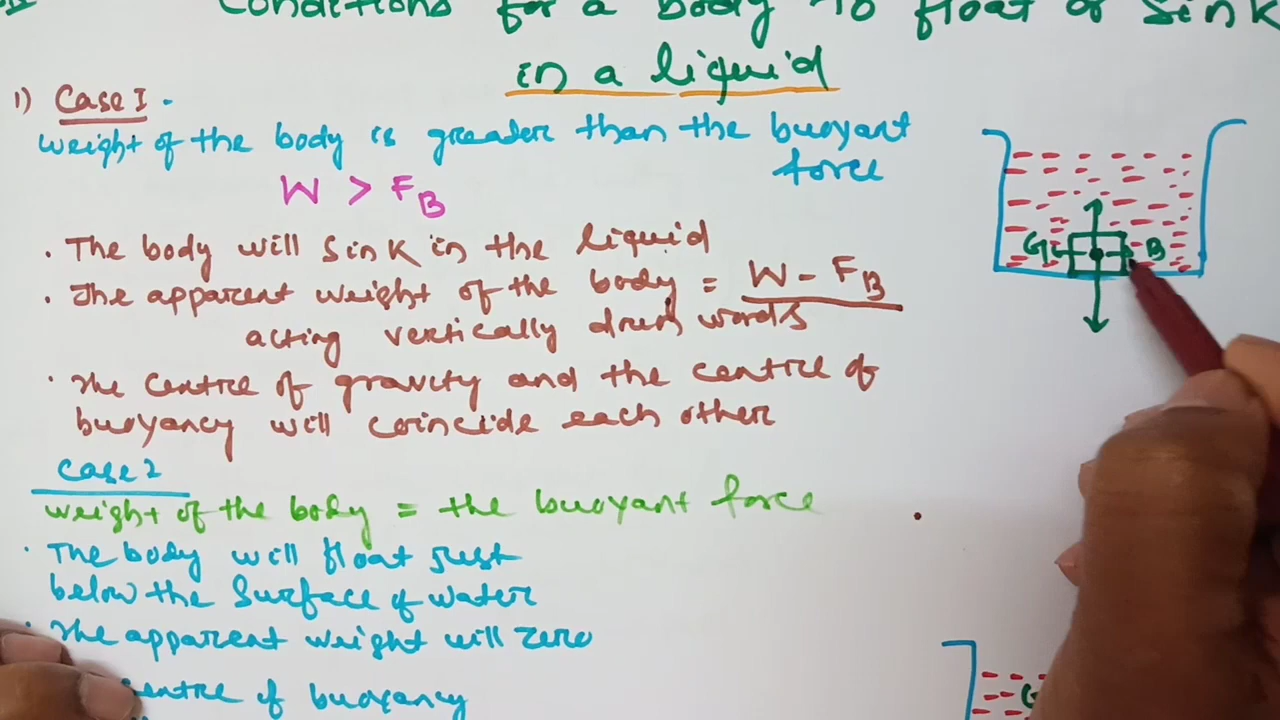 Conditions for a body to float or sink
in a liquid
1) Case I -
Weight of the body is greader than the buoyant
force
W > FB
. The body will sink in the liquid
. The apparent weight of the body = W - FB
acting vertically drun words
. The centre of gravity and the centre of
buoyancy will coincide each other
G B
Case 2
weight of the body = the buoyant force
. The body will float just
below the surface of water
. The apparent weight will zero
centre of buoyancy
G